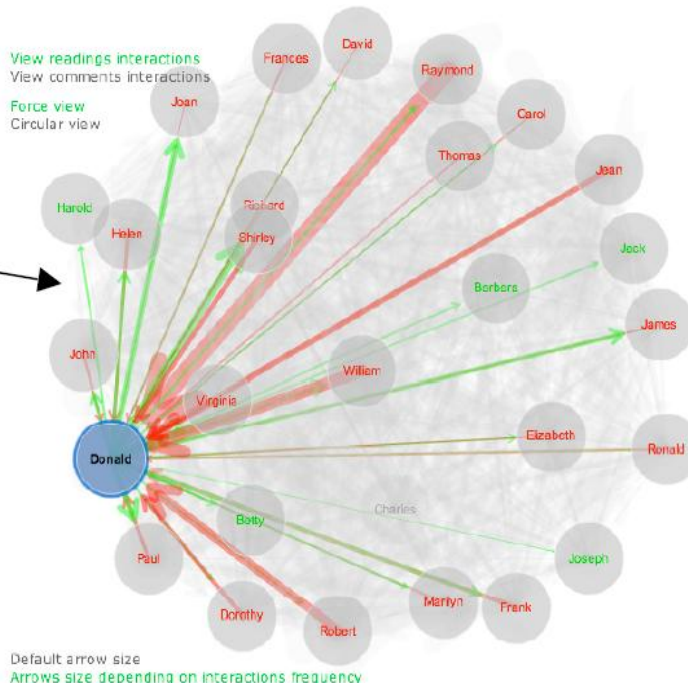 David
Frances
View readings interactions
View comments interactions
Raymond
Force view
Joan
Circular view
Carol
Thomas
Jean
Harold
Richard
Helen
Shirley
Jack
Barbara
James
John
William
Virginia
Elizabeth
Ronald
Donald
Charles
Betty
Paul
Joseph
Marilyn
Frank
Dorothy
Robert
Default arrow size
Arrows size depending on interactions frequency